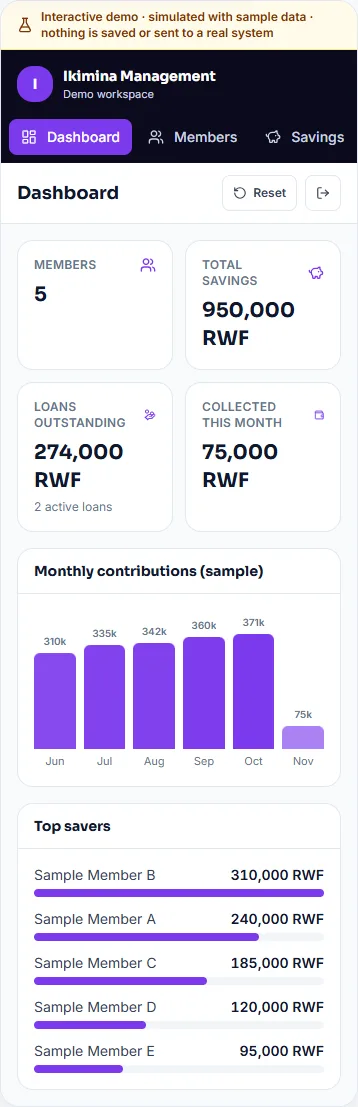 Interactive demo · simulated with sample data ·
nothing is saved or sent to a real system
I
Ikimina Management
Demo workspace
Dashboard
Members
Savings
Dashboard
Reset
MEMBERS
5
TOTAL
SAVINGS
950,000
RWF
LOANS
OUTSTANDING
274,000
RWF
2 active loans
COLLECTED
THIS MONTH
75,000
RWF
Monthly contributions (sample)
310k
335k
342k
360k
371k
75k
Jun
Jul
Aug
Sep
Oct
Nov
Top savers
Sample Member B 310,000 RWF
Sample Member A 240,000 RWF
Sample Member C 185,000 RWF
Sample Member D 120,000 RWF
Sample Member E 95,000 RWF